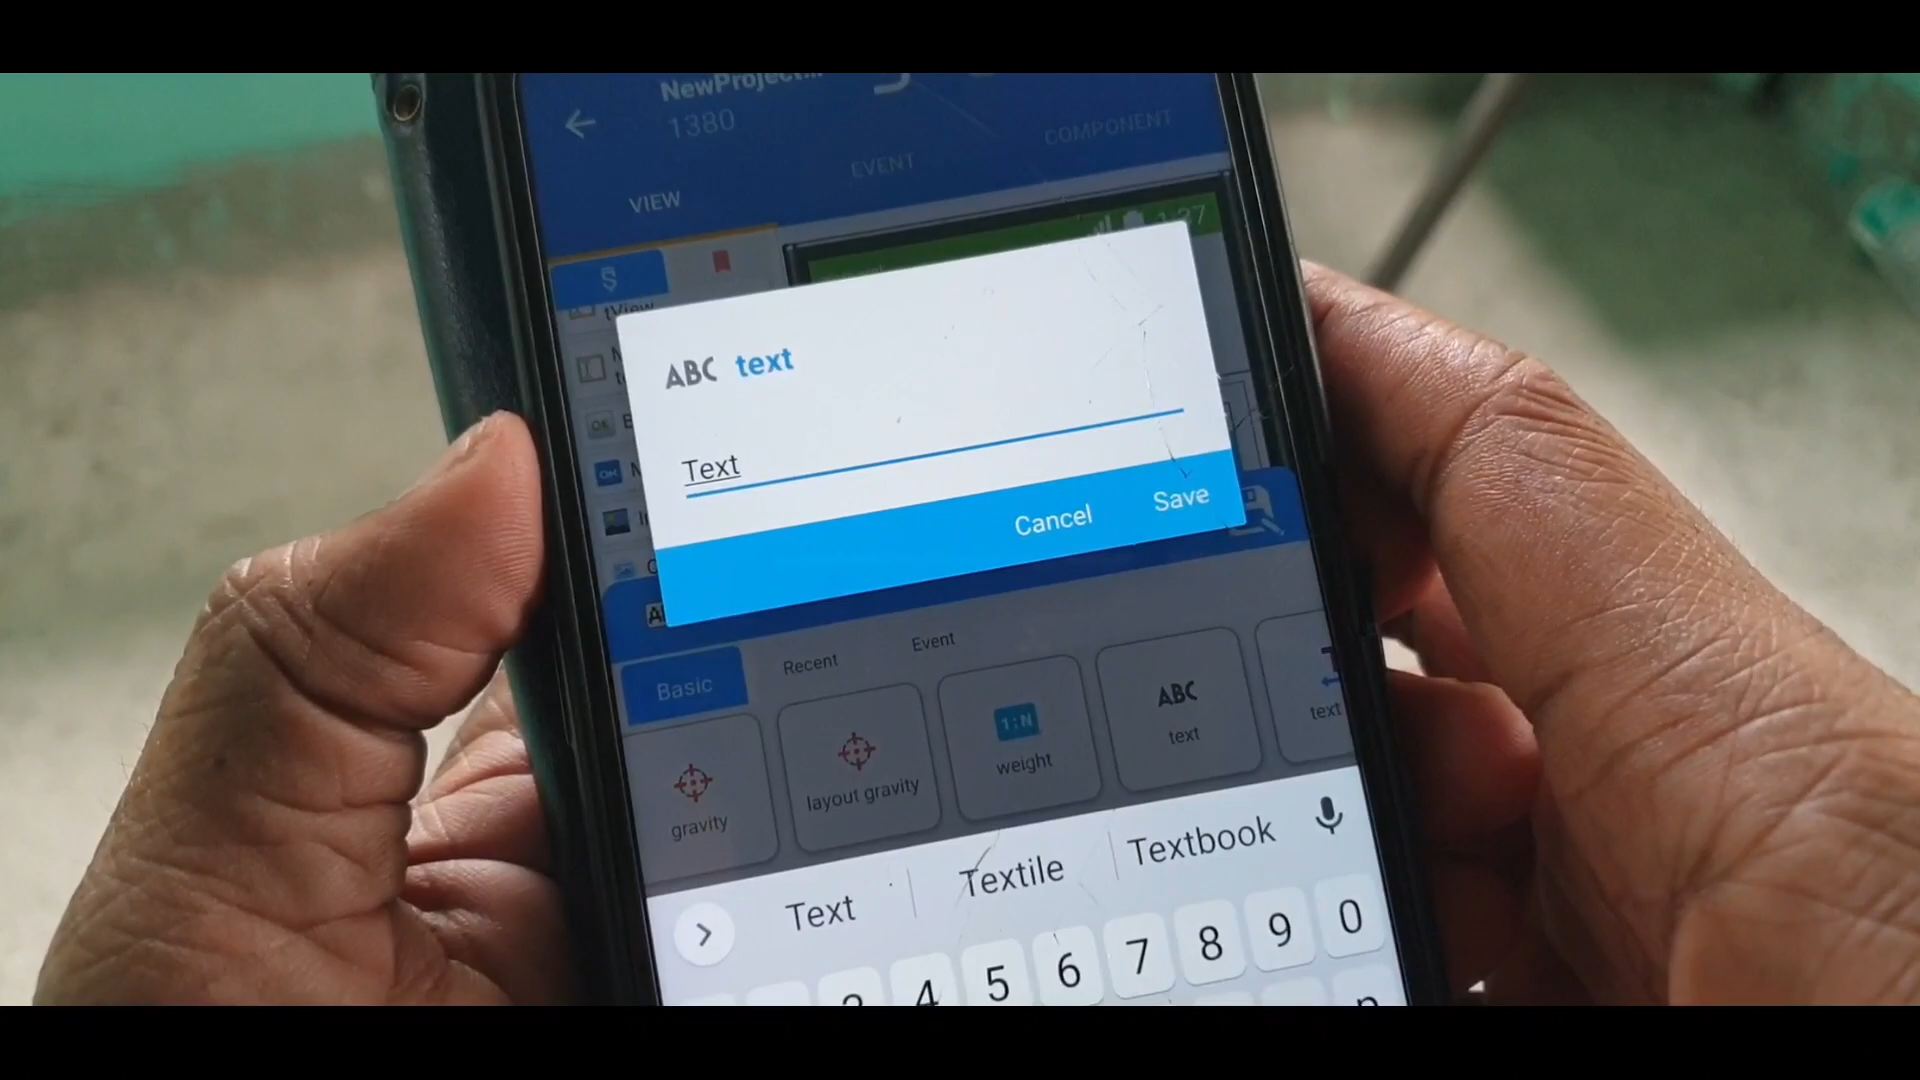 NewProject...
1380
VIEW
EVENT
COMPONENT
ABC text
Text
Cancel
Save
Basic
Recent
Event
gravity
layout gravity
1:N
weight
ABC
text
text
Text
Textile
Textbook
4 5 6 7 8 9 0